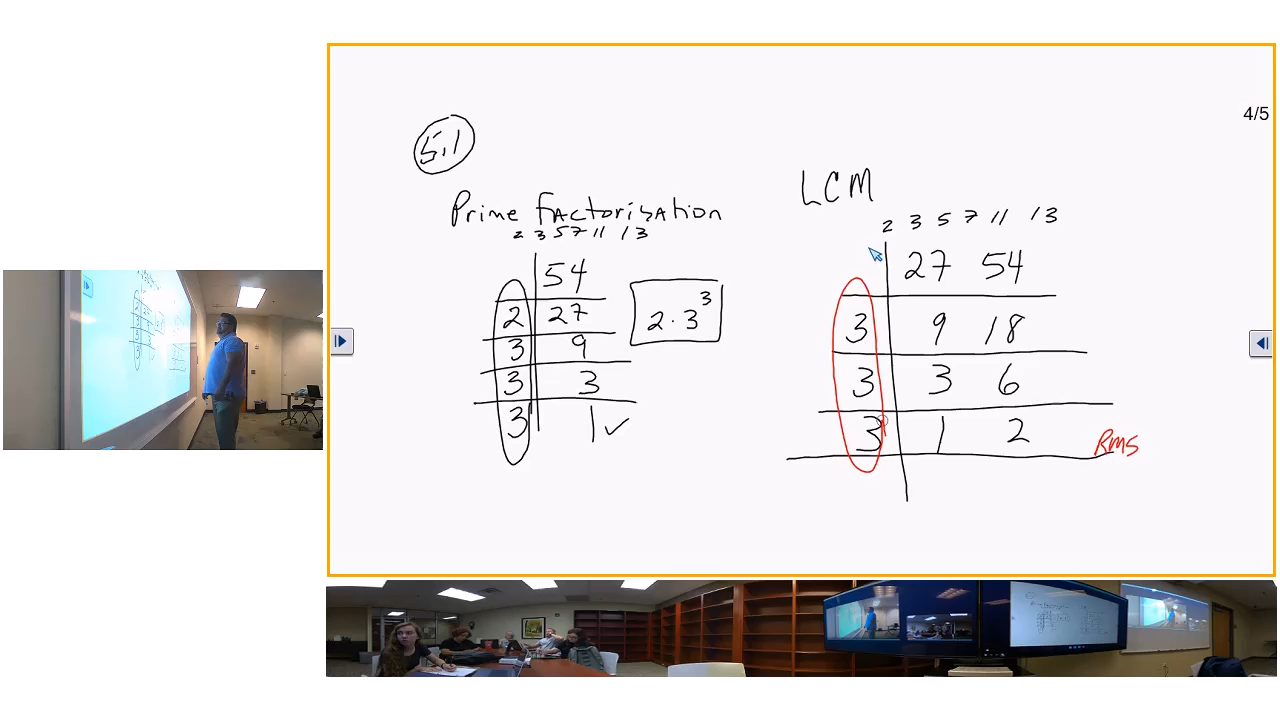 4/5
5.1
Prime Factorisation
2 3 5 7 11 13
54
2 27
3 9
3 3
3 1 ✓
2 · 3³
LCM
2 3 5 7 11 13
27 54
3 9 18
3 3 6
3 1 2
RMS